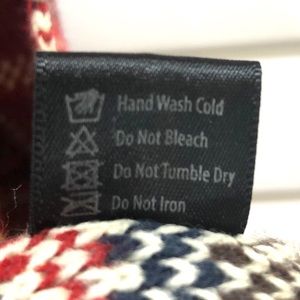 Hand Wash Cold
Do Not Bleach
Do Not Tumble Dry
Do Not Iron